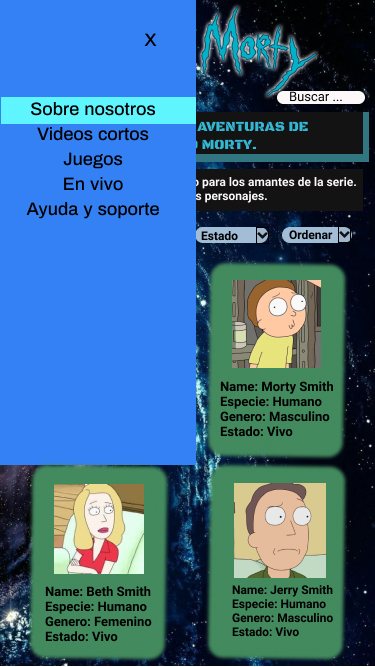 X
Morty
Buscar ...
Sobre nosotros
Videos cortos
Juegos
En vivo
Ayuda y soporte
AVENTURAS DE
MORTY.
para los amantes de la serie.
personajes.
Estado
Ordenar
Name: Morty Smith
Especie: Humano
Genero: Masculino
Estado: Vivo
Name: Beth Smith
Especie: Humano
Genero: Femenino
Estado: Vivo
Name: Jerry Smith
Especie: Humano
Genero: Masculino
Estado: Vivo